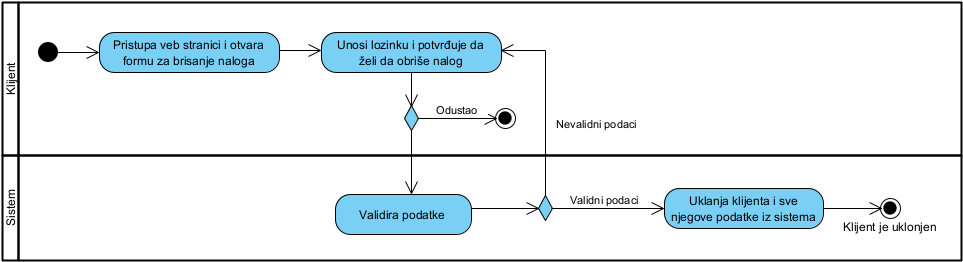 Klijent
Pristupa veb stranici i otvara
formu za brisanje naloga
Unosi lozinku i potvrđuje da
želi da obriše nalog
Odustao
Nevalidni podaci
Sistem
Validira podatke
Validni podaci
Uklanja klijenta i sve
njegove podatke iz sistema
Klijent je uklonjen